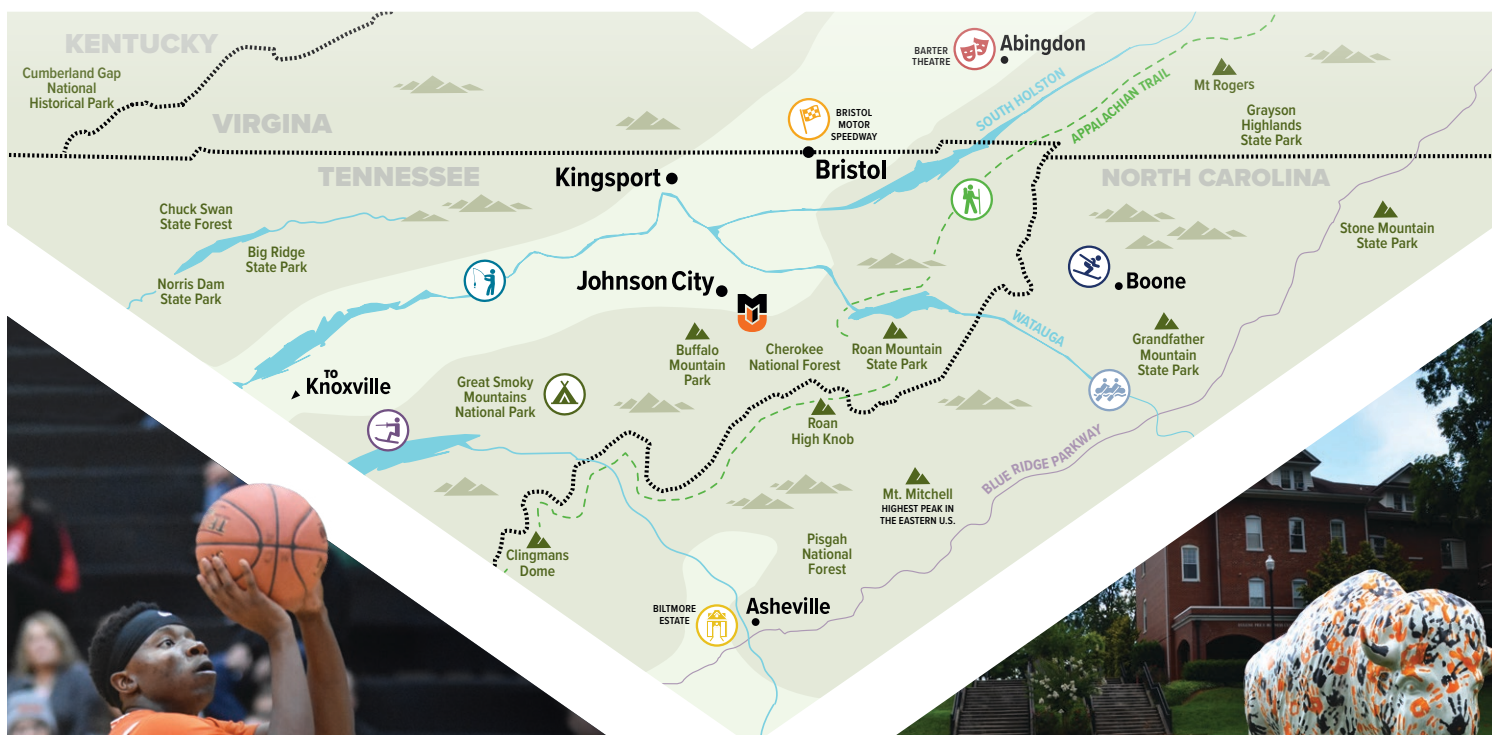 KENTUCKY
Cumberland Gap
National
Historical Park
VIRGINA
BARTER
THEATRE
Abingdon
BRISTOL
MOTOR
SPEEDWAY
SOUTH HOLSTON
APPALACHIAN TRAIL
Mt Rogers
Grayson
Highlands
State Park
TENNESSEE
Kingsport
Bristol
NORTH CAROLINA
Chuck Swan
State Forest
Big Ridge
State Park
Norris Dam
State Park
Stone Mountain
State Park
Johnson City
MU
Boone
Buffalo
Mountain
Park
Cherokee
National Forest
Roan Mountain
State Park
WATAUGA
Grandfather
Mountain
State Park
TO
Knoxville
Great Smoky
Mountains
National Park
Roan
High Knob
BLUE RIDGE PARKWAY
Mt. Mitchell
HIGHEST PEAK IN
THE EASTERN U.S.
Clingmans
Dome
Pisgah
National
Forest
BILTMORE
ESTATE
Asheville